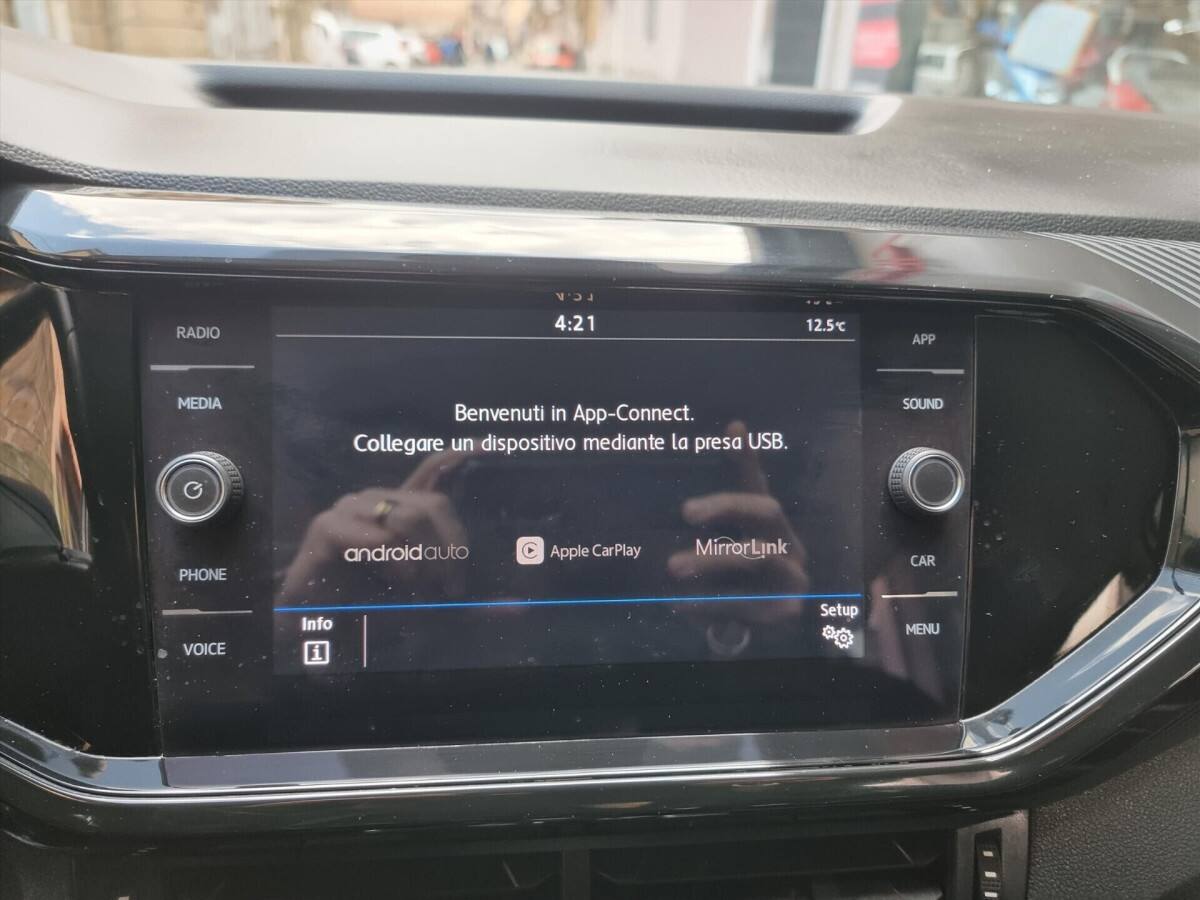 4:21
12.5°C
RADIO
MEDIA
PHONE
VOICE
Benvenuti in App-Connect.
Collegare un dispositivo mediante la presa USB.
androidauto
Apple CarPlay
MirrorLink
Info
i
Setup
APP
SOUND
CAR
MENU